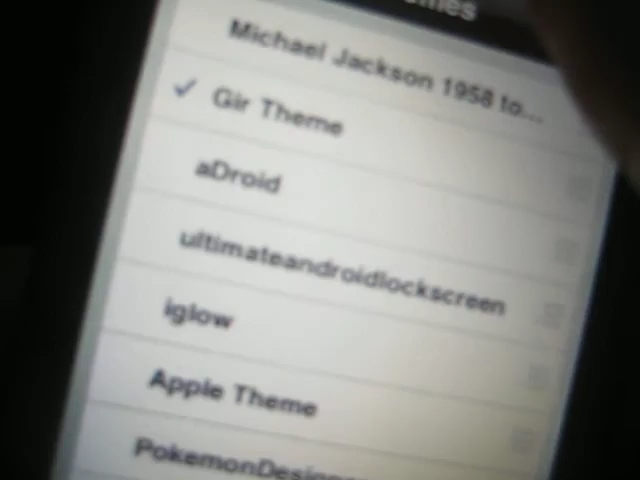 Michael Jackson 1958 to...
Gir Theme
aDroid
ultimateandroidlockscreen
iglow
Apple Theme